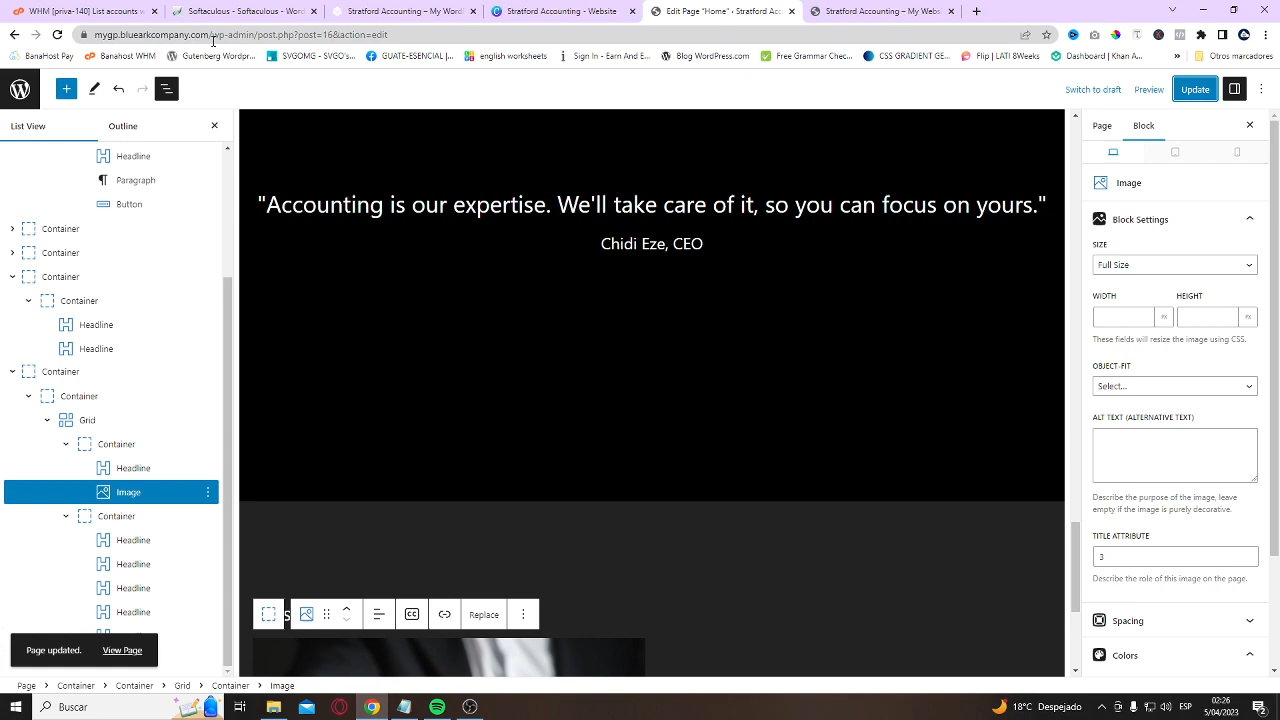 WHM [priva-140] List accounts w
Softaculous - Softaculous - Word
Stratford Accounting – My Word
Stratford Accounting - Website
Edit Page "Home" ‹ Stratford Acc
Stratford Accounting – My Websi
mygp.blueark​company.com/wp-admin/post.php?post=16&action=edit
BanaHost Pay
Banahost WHM
Gutenberg Wordpr...
SVGOMG - SVGO's...
GUATE-ESENCIAL |...
english worksheets
Sign In - Earn And E...
Blog WordPress.com
Free Grammar Chec...
CSS GRADIENT GE...
Flip | LATI 8Weeks
Dashboard | Khan A...
»
Otros marcadores
Switch to draft
Preview
Update
List View
Outline
Page
Block
Headline
Paragraph
Button
Container
Container
Container
Container
Headline
Headline
Container
Container
Grid
Container
Headline
Image
Container
Headline
Headline
Headline
Headline
Page updated.
View Page
"Accounting is our expertise. We'll take care of it, so you can focus on yours."
Chidi Eze, CEO
S
CC
Replace
Image
Block Settings
SIZE
Full Size
WIDTH
HEIGHT
PX
PX
These fields will resize the image using CSS.
OBJECT-FIT
Select...
ALT TEXT (ALTERNATIVE TEXT)
Describe the purpose of the image, leave
empty if the image is purely decorative.
TITLE ATTRIBUTE
3
Describe the role of this image on the page.
Spacing
Colors
Page > Container > Container > Grid > Container > Image
Buscar
18°C Despejado
ESP
02:26
5/04/2023